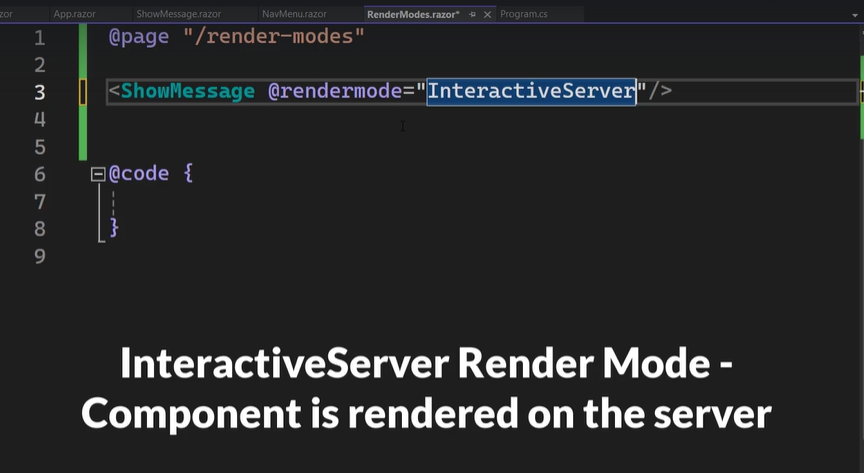 zor App.razor ShowMessage.razor NavMenu.razor RenderModes.razor* Program.cs
1 @page "/render-modes"
2
3 <ShowMessage @rendermode="InteractiveServer"/>
4
5
6 @code {
7
8 }
9
InteractiveServer Render Mode -
Component is rendered on the server